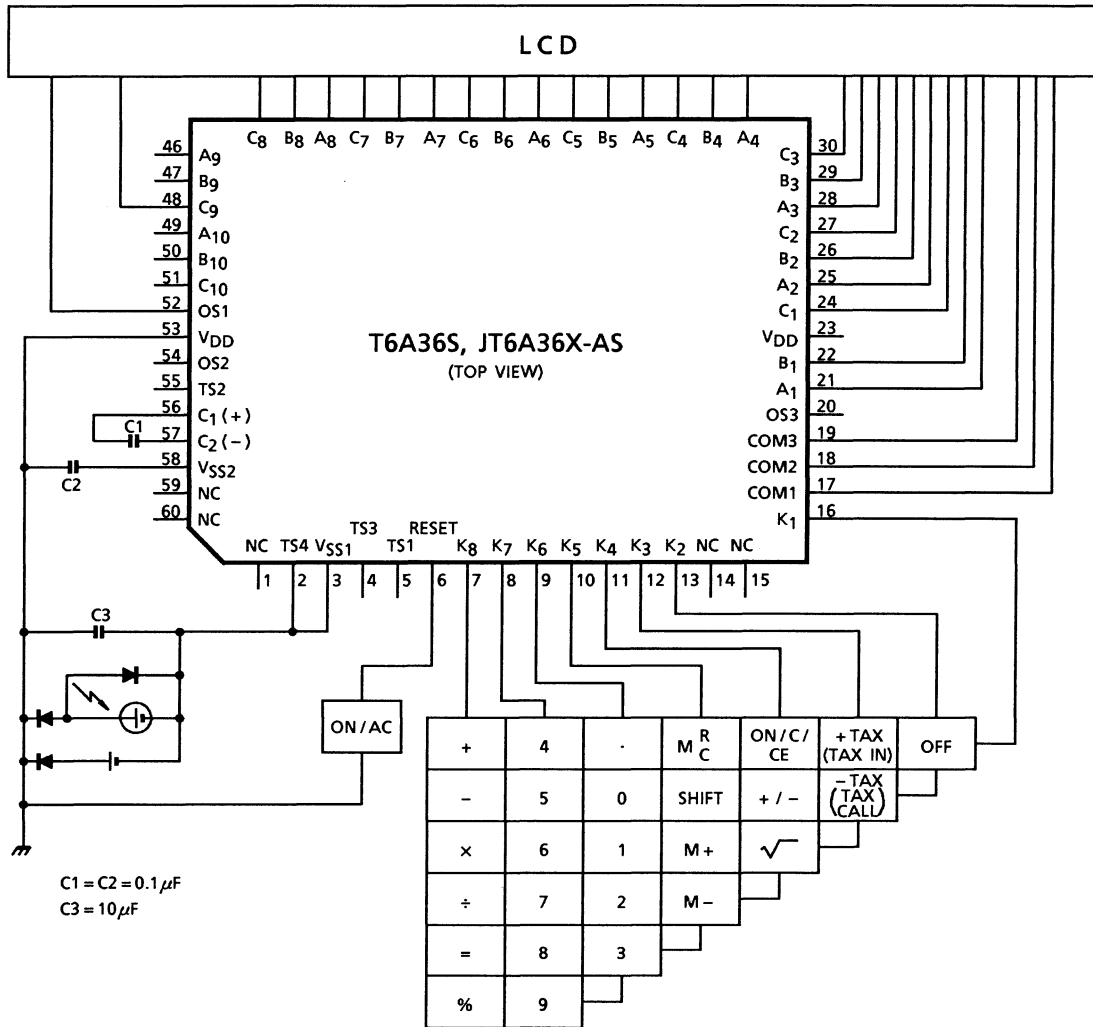 LCD
C8 B8 A8 C7 B7 A7 C6 B6 A6 C5 B5 A5 C4 B4 A4
46 A9
47 B9
48 C9
49 A10
50 B10
51 C10
52 OS1
53 VDD
54 OS2
55 TS2
56 C1 (+)
57 C2 (−)
58 VSS2
59 NC
60 NC
C1
C2
T6A36S, JT6A36X-AS
(TOP VIEW)
C3 30
B3 29
A3 28
C2 27
B2 26
A2 25
C1 24
VDD 23
B1 22
A1 21
OS3 20
COM3 19
COM2 18
COM1 17
K1 16
NC TS4 VSS1 TS3 TS1 RESET K8 K7 K6 K5 K4 K3 K2 NC NC
1 2 3 4 5 6 7 8 9 10 11 12 13 14 15
C3
ON/AC
+ 4 · M R C ON/C/CE +TAX (TAX IN) OFF
− 5 0 SHIFT +/− −TAX (TAX CALL)
× 6 1 M+ √
÷ 7 2 M−
= 8 3
% 9
C1 = C2 = 0.1 μF
C3 = 10 μF